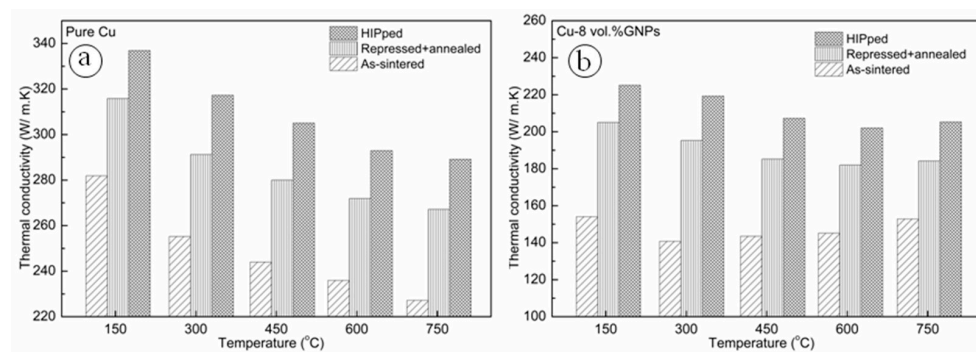 Pure Cu
a
HIPped
Repressed+annealed
As-sintered
Thermal conductivity (W/ m.K)
340
320
300
280
260
240
220
150 300 450 600 750
Temperature (°C)
Cu-8 vol.%GNPs
b
HIPped
Repressed+annealed
As-sintered
Thermal conductivity (W/ m.K)
260
240
220
200
180
160
140
120
100
150 300 450 600 750
Temperature (°C)